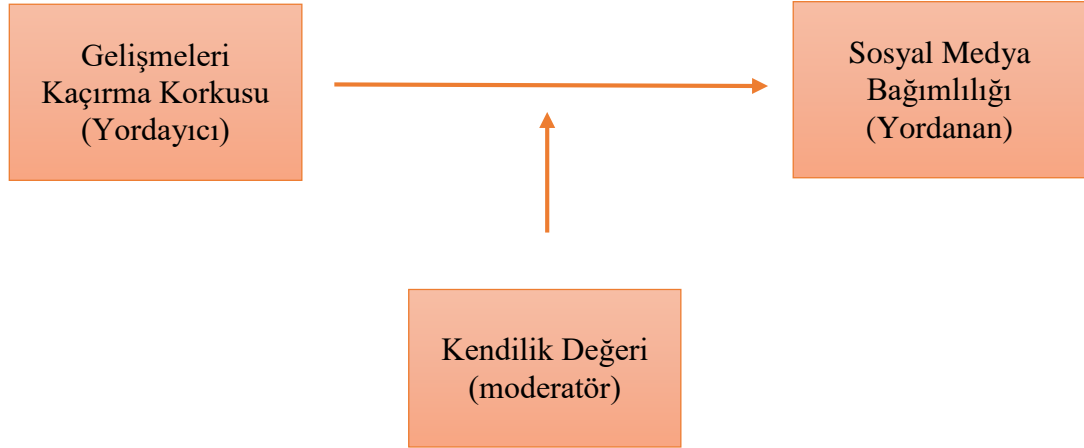 Gelişmeleri
Kaçırma Korkusu
(Yordayıcı)
Sosyal Medya
Bağımlılığı
(Yordanan)
Kendilik Değeri
(moderatör)